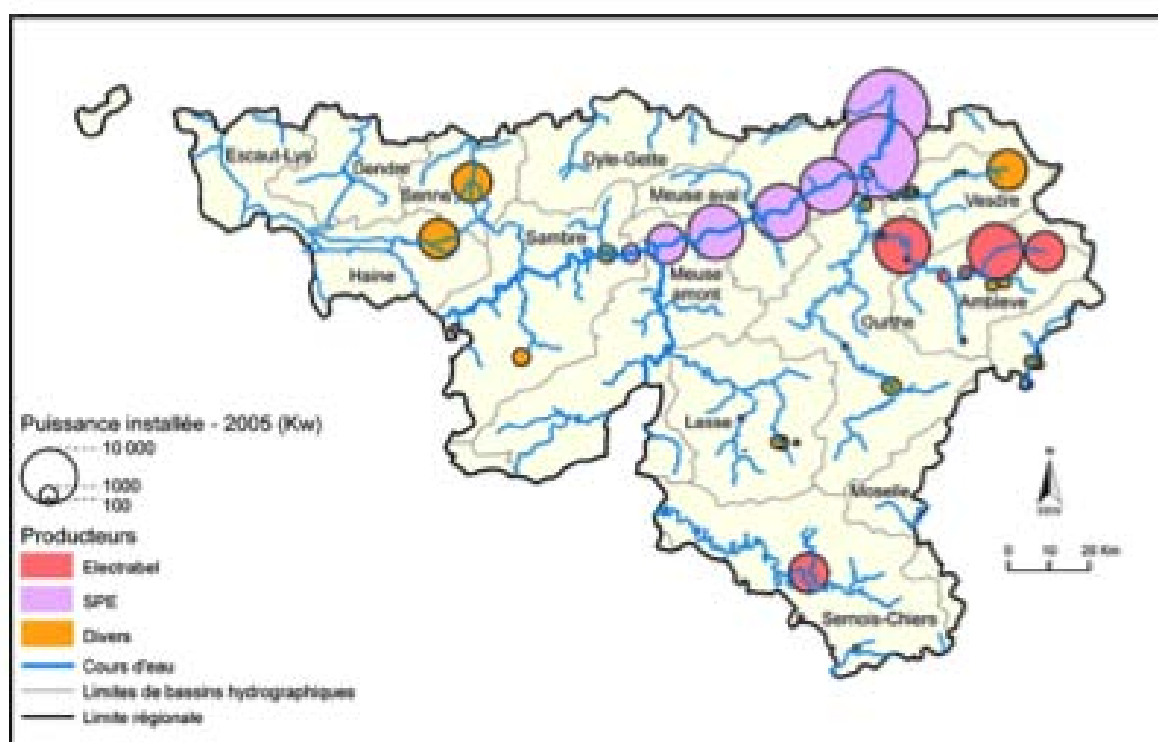 Escaut-Lys
Dendre
Senne
Dyle-Gette
Meuse aval
Vesdre
Sambre
Haine
Meuse
amont
Amblève
Ourthe
Lesse
Moselle
Semois-Chiers
Puissance installée - 2005 (Kw)
10 000
1000
100
Producteurs
Electrabel
SPE
Divers
Cours d'eau
Limites de bassins hydrographiques
Limite régionale
0 10 20 Km